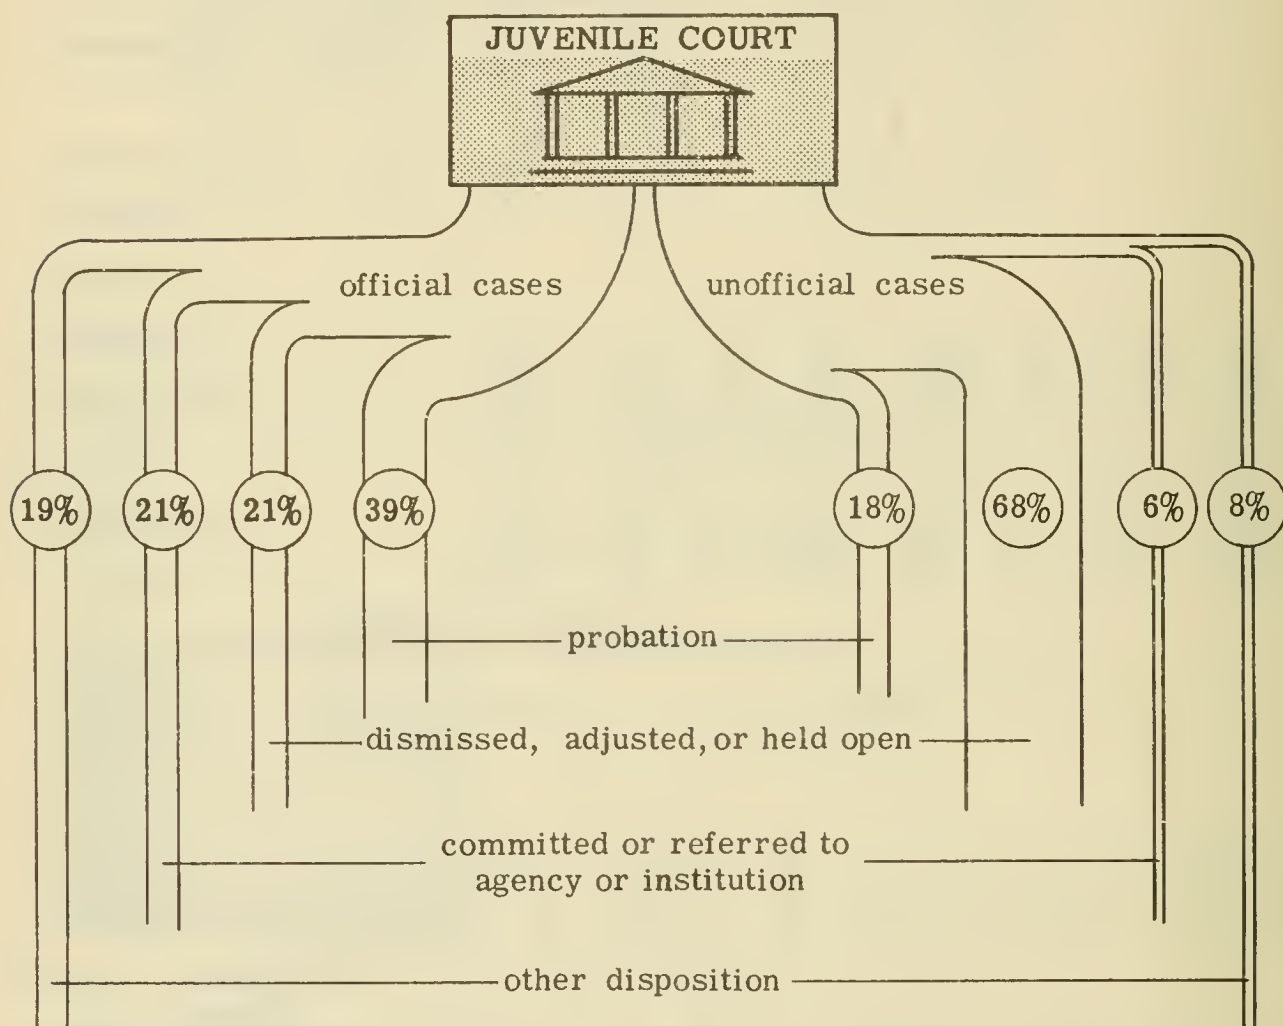 JUVENILE COURT
official cases
unofficial cases
19%
21%
21%
39%
18%
68%
6%
8%
probation
dismissed, adjusted, or held open
committed or referred to
agency or institution
other disposition